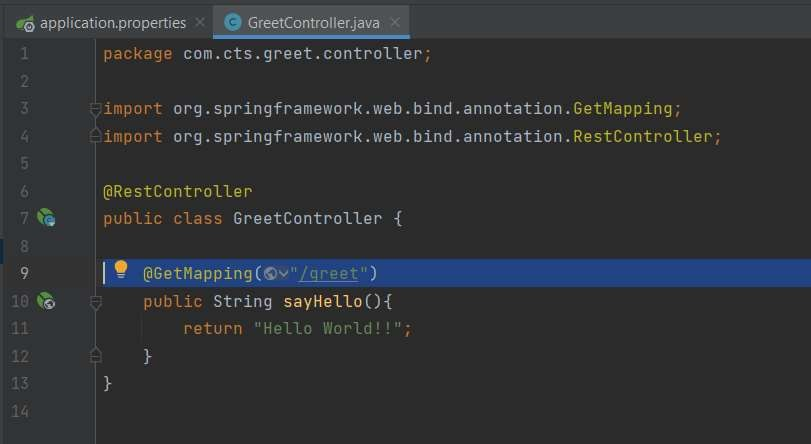 application.properties × GreetController.java ×
1 package com.cts.greet.controller;
2
3 import org.springframework.web.bind.annotation.GetMapping;
4 import org.springframework.web.bind.annotation.RestController;
5
6 @RestController
7 public class GreetController {
8
9 @GetMapping("/greet")
10 public String sayHello(){
11 return "Hello World!!";
12 }
13 }
14